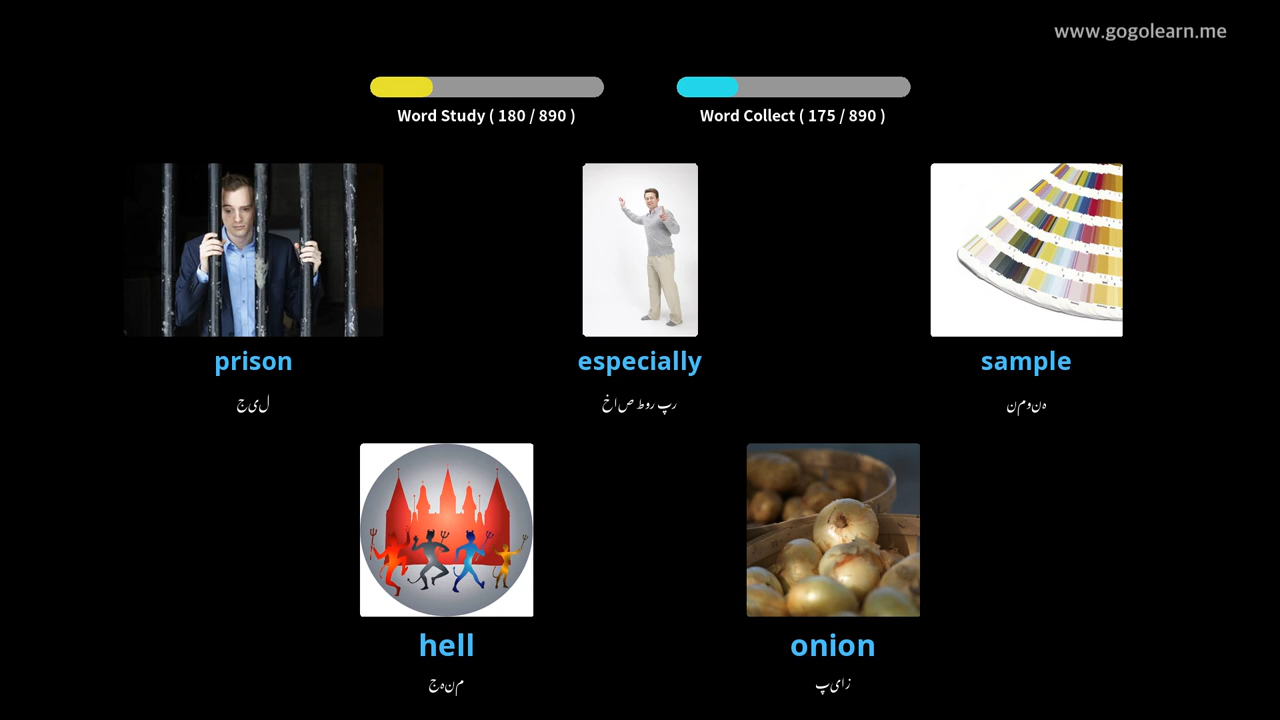 www.gogolearn.me
Word Study ( 180 / 890 )
Word Collect ( 175 / 890 )
prison
especially
sample
جیل
خاص طور پر
نمونہ
hell
onion
جہنم
پیاز